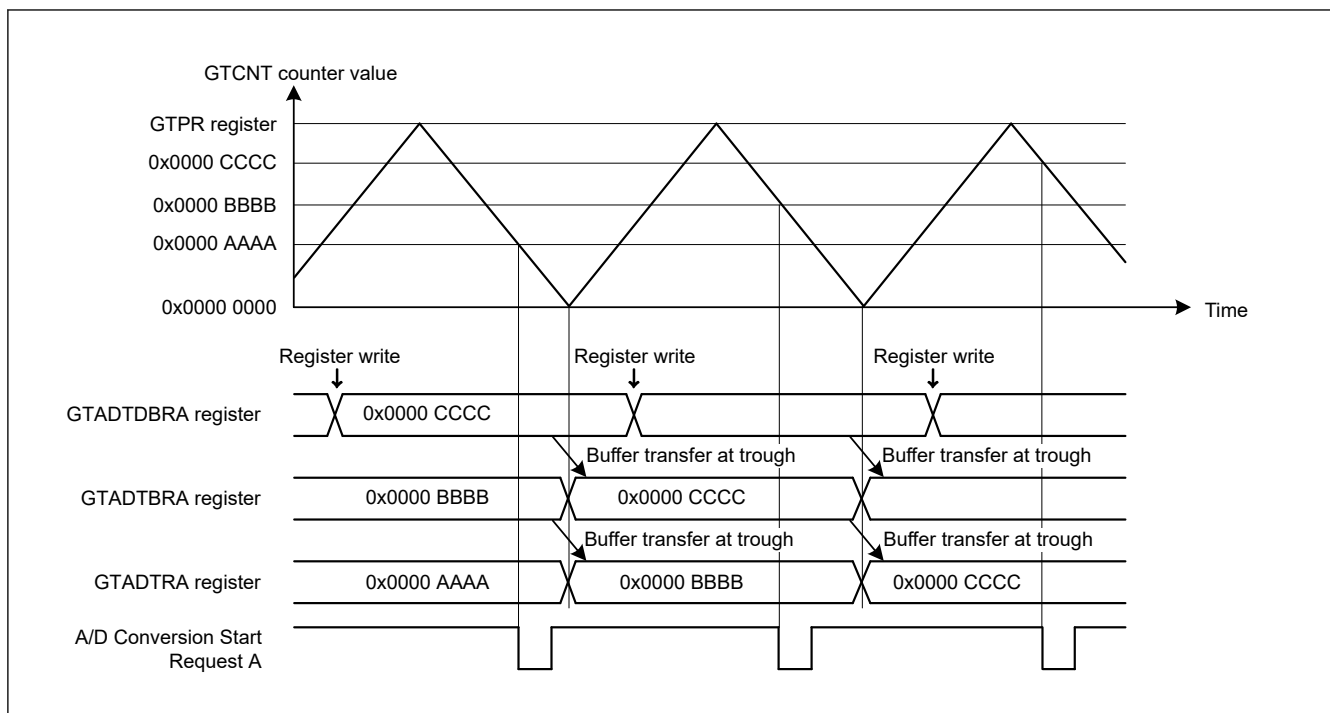 GTCNT counter value
GTPR register
0x0000 CCCC
0x0000 BBBB
0x0000 AAAA
0x0000 0000
Time
Register write
Register write
Register write
GTADTDBRA register
0x0000 CCCC
Buffer transfer at trough
Buffer transfer at trough
GTADTBRA register
0x0000 BBBB
0x0000 CCCC
Buffer transfer at trough
Buffer transfer at trough
GTADTRA register
0x0000 AAAA
0x0000 BBBB
0x0000 CCCC
A/D Conversion Start
Request A